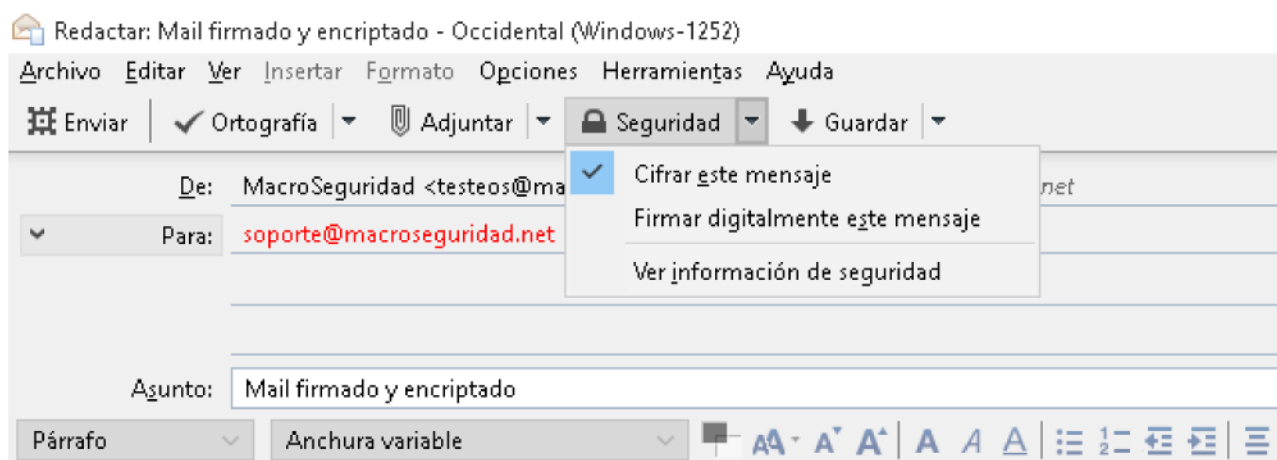 Redactar: Mail firmado y encriptado - Occidental (Windows-1252)
Archivo Editar Ver Insertar Formato Opciones Herramientas Ayuda
Enviar Ortografía Adjuntar Seguridad Guardar
De: MacroSeguridad <testeos@ma net
Cifrar este mensaje
Para: soporte@macroseguridad.net
Firmar digitalmente este mensaje
Ver información de seguridad
Asunto: Mail firmado y encriptado
Párrafo Anchura variable